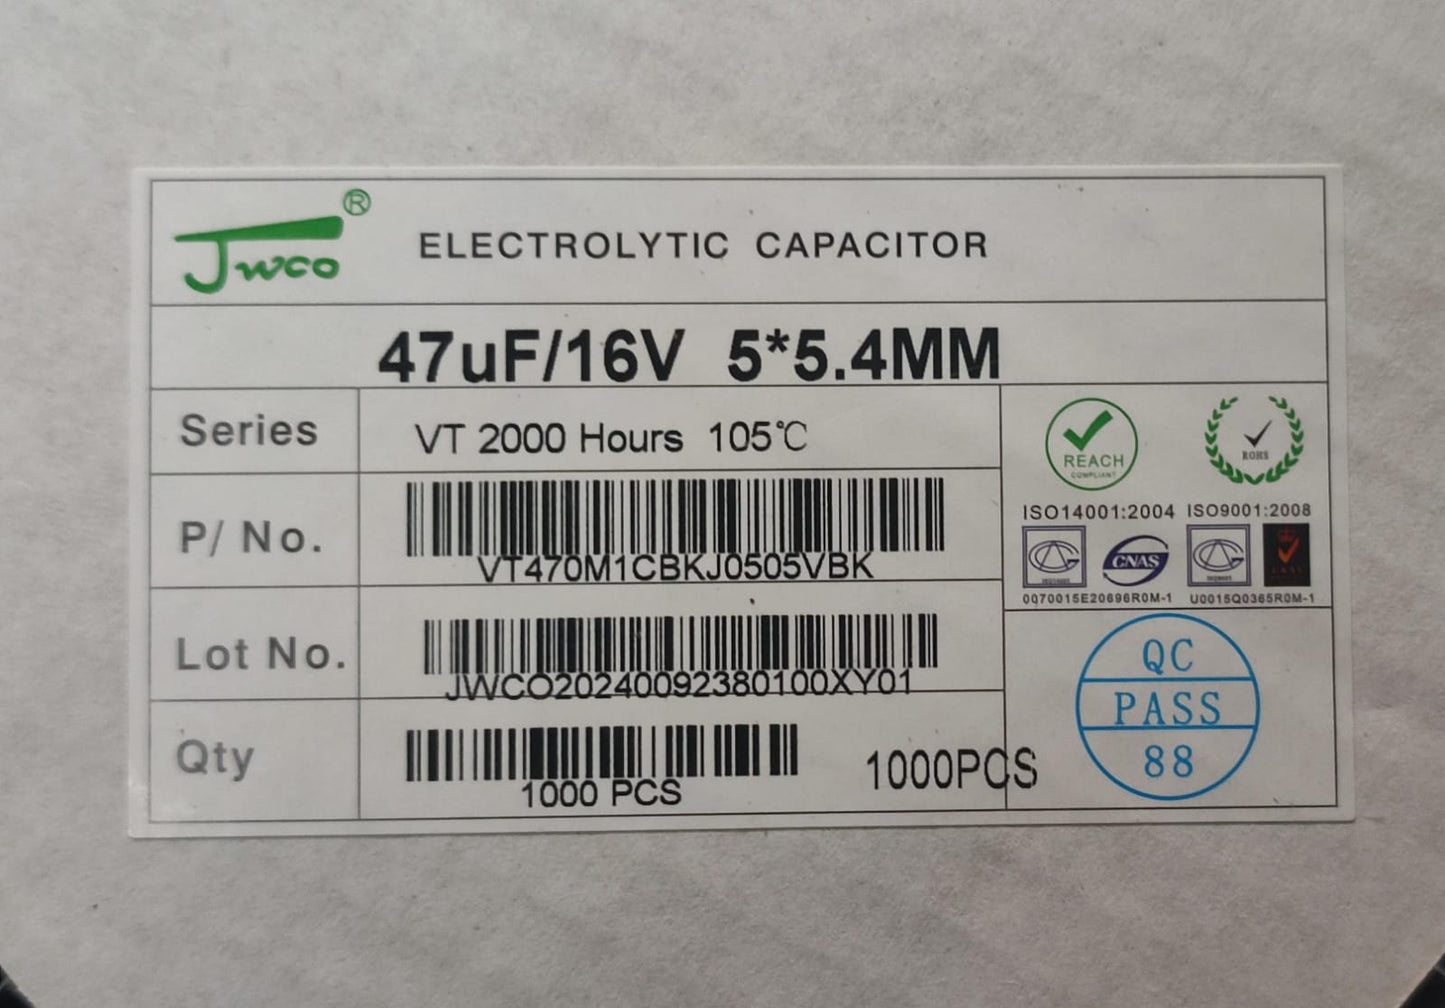 Jwco®
ELECTROLYTIC CAPACITOR
47uF/16V 5*5.4MM
Series
VT 2000 Hours 105℃
P/ No.
VT470M1CBKJ0505VBK
Lot No.
JWCO20240092380100XY01
Qty
1000 PCS
1000PCS
REACH
COMPLIANT
ROHS
ISO14001:2004 ISO9001:2008
CNAS
0070015E20696R0M-1 U0015Q0365R0M-1
QC
PASS
88